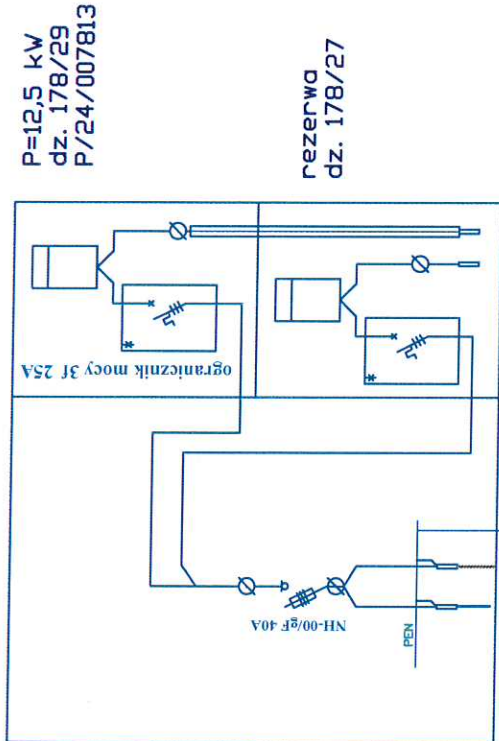 P=12,5 kW
dz. 178/29
P/24/007813
rezerwa
dz. 178/27
ogranicznik mocy 3f 25A
*
*
NH-00/gF 40A
PEN